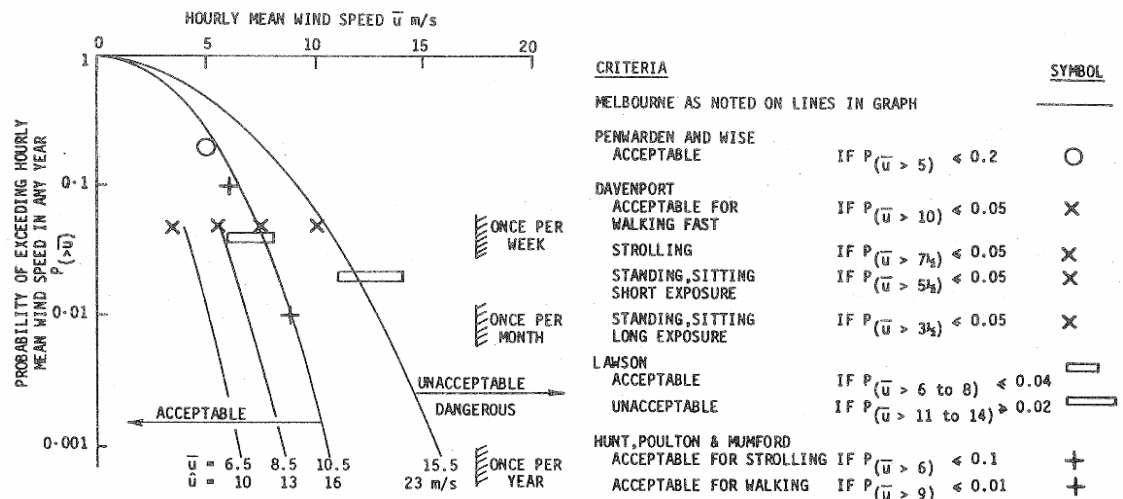 HOURLY MEAN WIND SPEED u̅ m/s
0 5 10 15 20
1
0·1
0·01
0·001
PROBABILITY OF EXCEEDING HOURLY
MEAN WIND SPEED IN ANY YEAR
P(>u̅)
ONCE PER
WEEK
ONCE PER
MONTH
UNACCEPTABLE
DANGEROUS
ACCEPTABLE
ONCE PER
YEAR
u̅ = 6.5 8.5 10.5 15.5
û = 10 13 16 23 m/s
CRITERIA SYMBOL
MELBOURNE AS NOTED ON LINES IN GRAPH
PENWARDEN AND WISE
ACCEPTABLE IF P(u̅ > 5) ⩽ 0.2
DAVENPORT
ACCEPTABLE FOR
WALKING FAST IF P(u̅ > 10) ⩽ 0.05
STROLLING IF P(u̅ > 7½) ⩽ 0.05
STANDING,SITTING
SHORT EXPOSURE IF P(u̅ > 5½) ⩽ 0.05
STANDING,SITTING
LONG EXPOSURE IF P(u̅ > 3½) ⩽ 0.05
LAWSON
ACCEPTABLE IF P(u̅ > 6 to 8) ⩽ 0.04
UNACCEPTABLE IF P(u̅ > 11 to 14) ⩾ 0.02
HUNT,POULTON & MUMFORD
ACCEPTABLE FOR STROLLING IF P(u̅ > 6) ⩽ 0.1
ACCEPTABLE FOR WALKING IF P(u̅ > 9) ⩽ 0.01